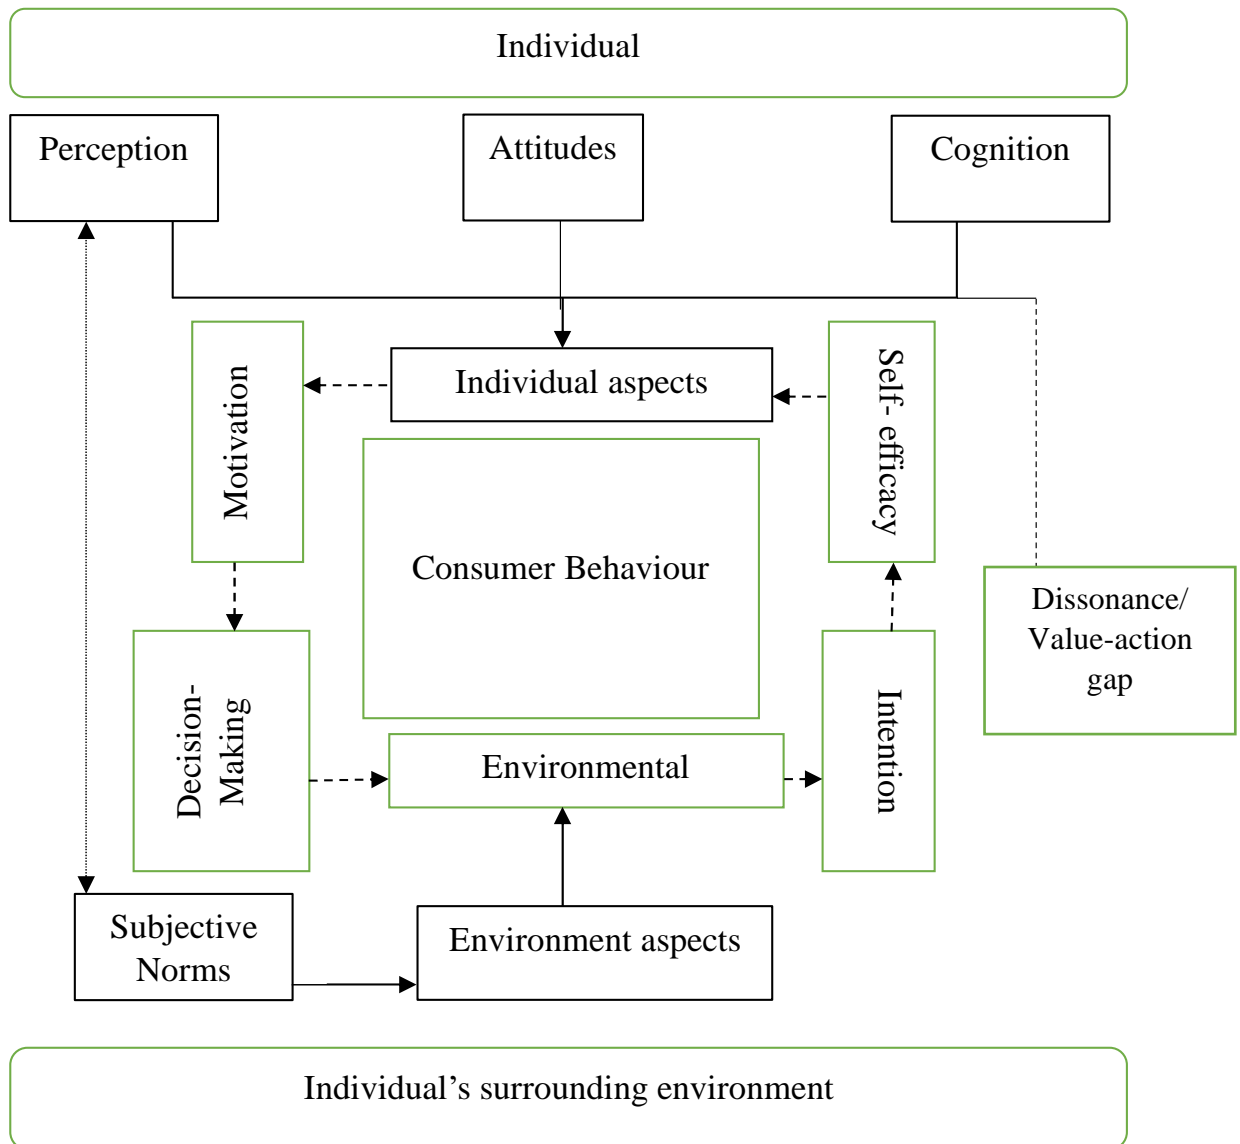 Individual
Perception
Attitudes
Cognition
Individual aspects
Motivation
Self- efficacy
Consumer Behaviour
Dissonance/
Value-action
gap
Decision-
Making
Intention
Environmental
Subjective
Norms
Environment aspects
Individual’s surrounding environment